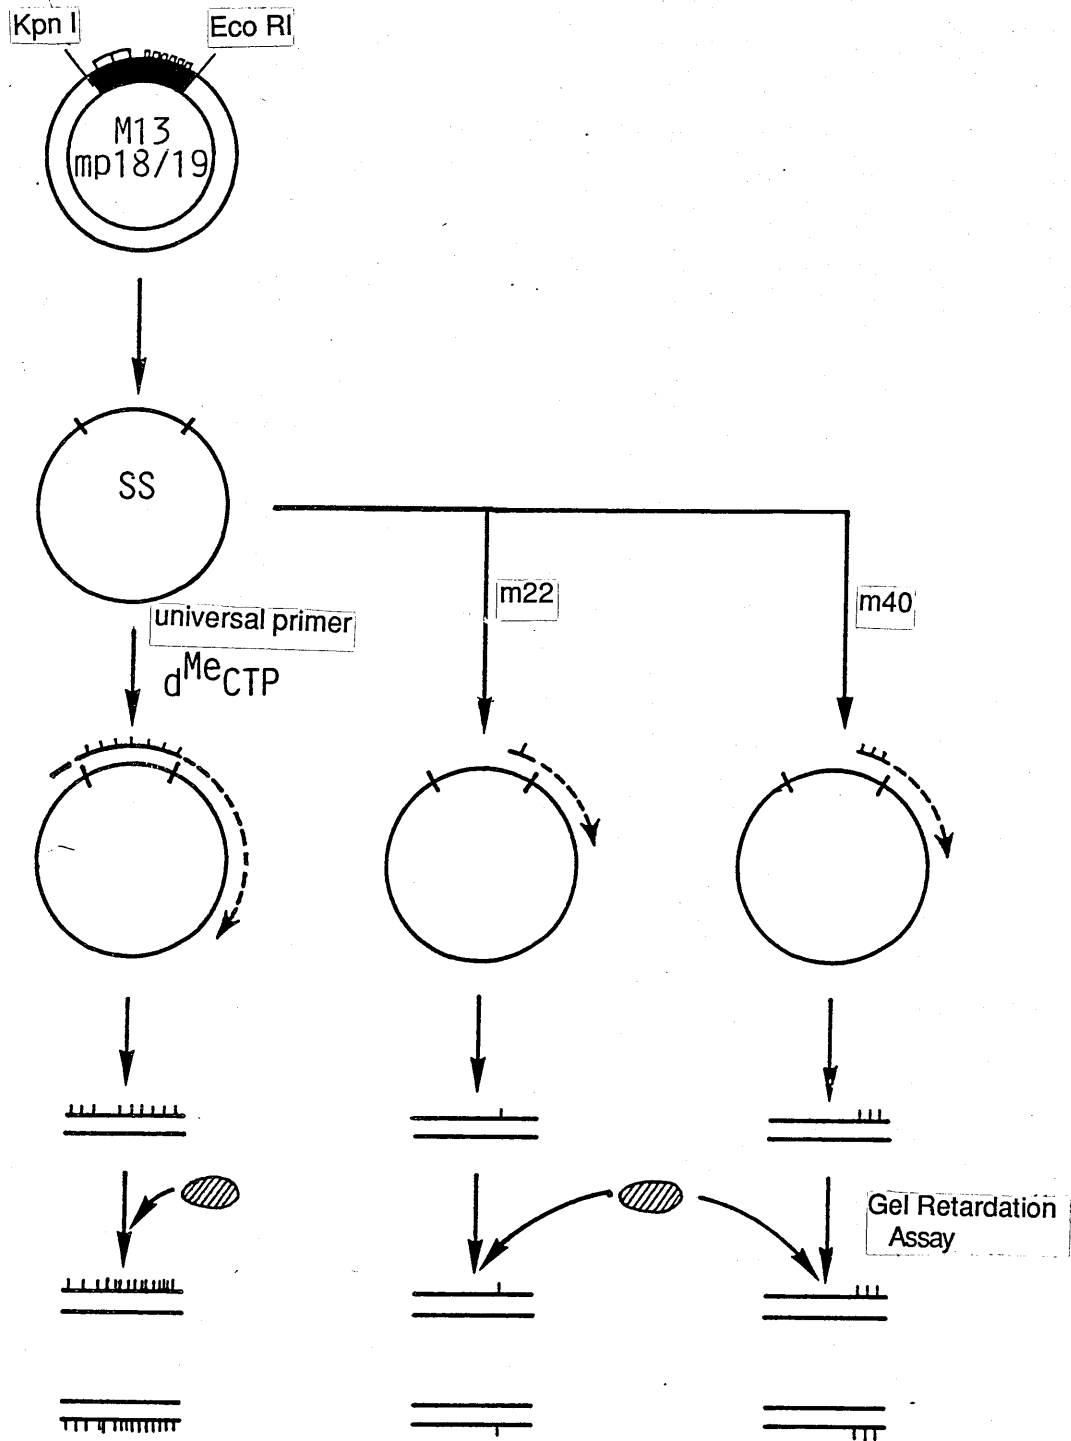 Kpn I
Eco RI
M13
mp18/19
SS
universal primer
dMeCTP
m22
m40
Gel Retardation
Assay